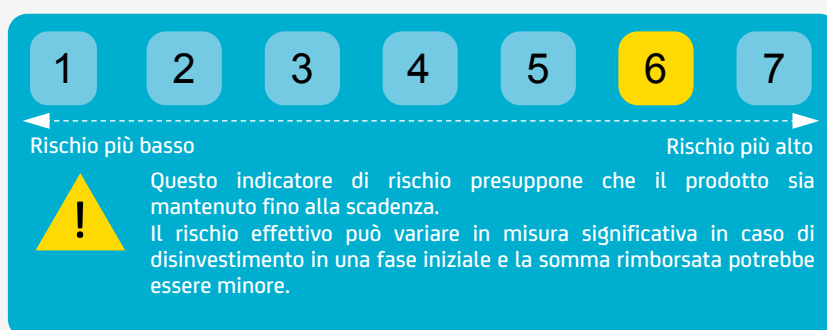 1 2 3 4 5 6 7
Rischio più basso Rischio più alto
Questo indicatore di rischio presuppone che il prodotto sia
mantenuto fino alla scadenza.
Il rischio effettivo può variare in misura significativa in caso di
disinvestimento in una fase iniziale e la somma rimborsata potrebbe
essere minore.
!